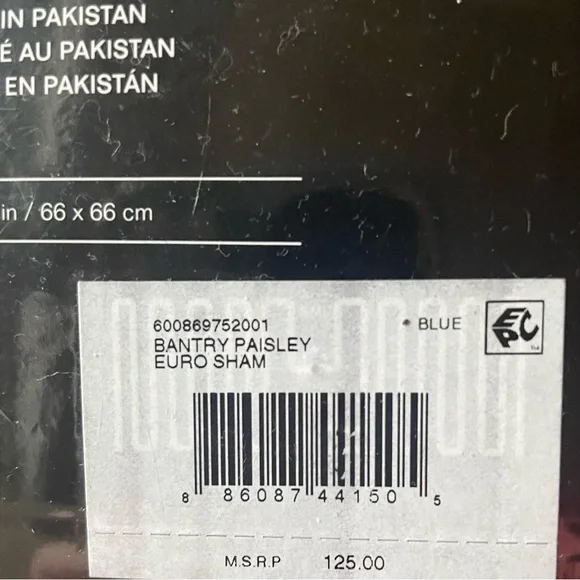 IN PAKISTAN
É AU PAKISTAN
EN PAKISTÁN
in / 66 x 66 cm
600869752001
• BLUE
EPC
BANTRY PAISLEY
EURO SHAM
8 86087 44150 5
M.S.R.P 125.00